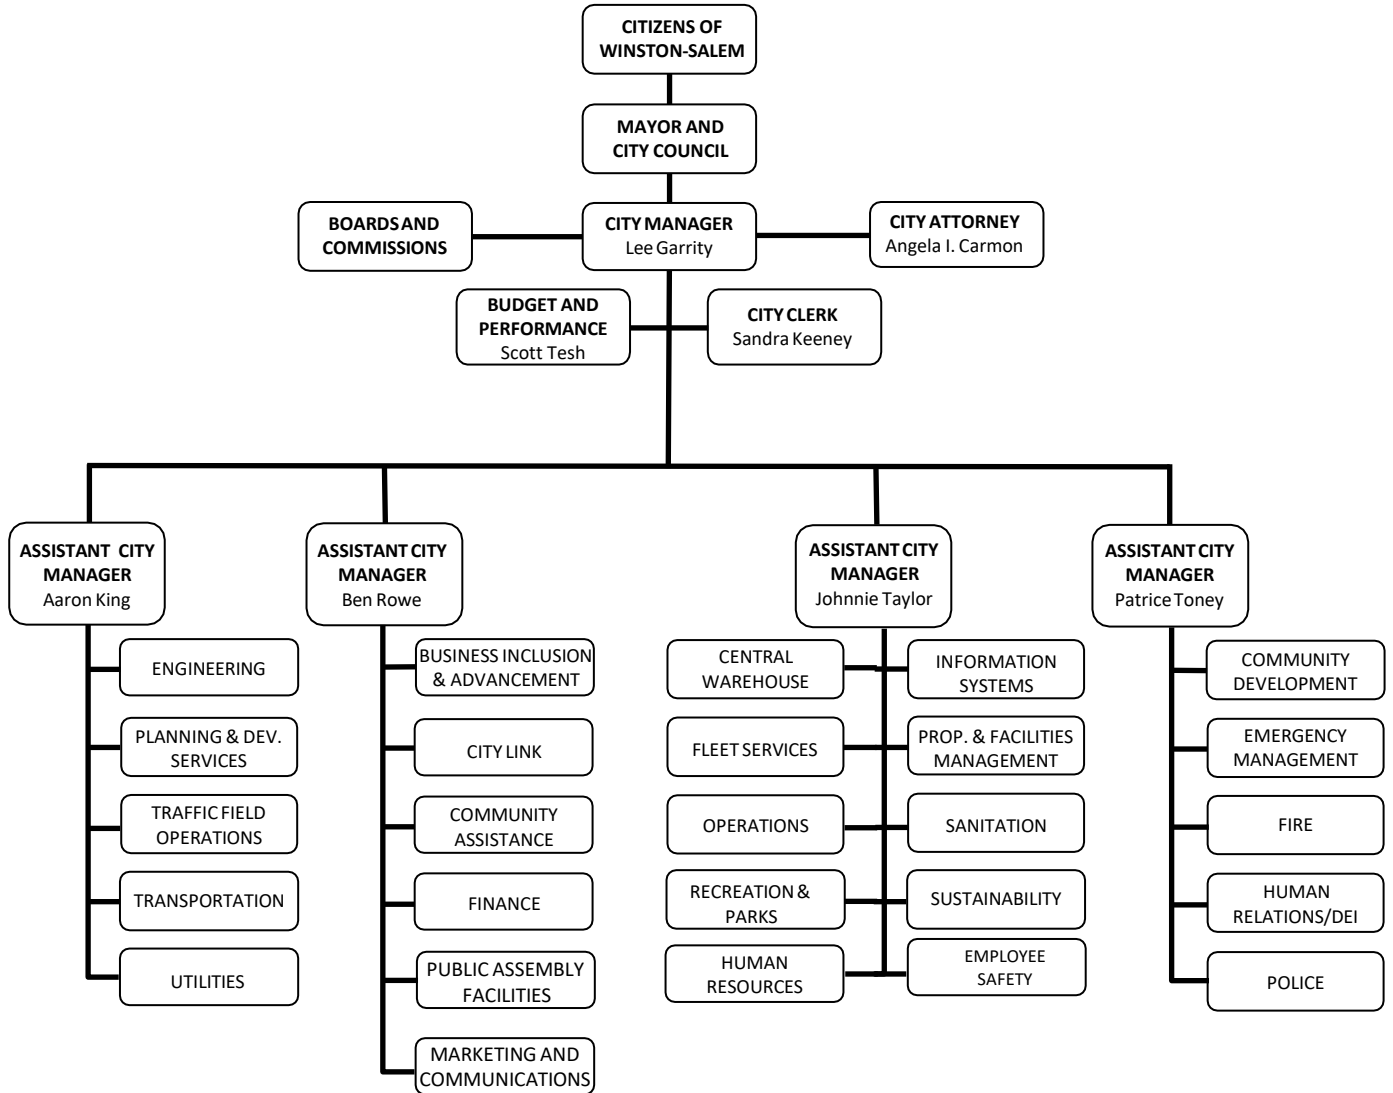 CITIZENS OF
WINSTON-SALEM
MAYOR AND
CITY COUNCIL
BOARDS AND
COMMISSIONS
CITY MANAGER
Lee Garrity
CITY ATTORNEY
Angela I. Carmon
BUDGET AND
PERFORMANCE
Scott Tesh
CITY CLERK
Sandra Keeney
ASSISTANT CITY
MANAGER
Aaron King
ENGINEERING
PLANNING & DEV.
SERVICES
TRAFFIC FIELD
OPERATIONS
TRANSPORTATION
UTILITIES
ASSISTANT CITY
MANAGER
Ben Rowe
BUSINESS INCLUSION
& ADVANCEMENT
CITY LINK
COMMUNITY
ASSISTANCE
FINANCE
PUBLIC ASSEMBLY
FACILITIES
MARKETING AND
COMMUNICATIONS
ASSISTANT CITY
MANAGER
Johnnie Taylor
CENTRAL
WAREHOUSE
FLEET SERVICES
OPERATIONS
RECREATION &
PARKS
HUMAN
RESOURCES
INFORMATION
SYSTEMS
PROP. & FACILITIES
MANAGEMENT
SANITATION
SUSTAINABILITY
EMPLOYEE
SAFETY
ASSISTANT CITY
MANAGER
Patrice Toney
COMMUNITY
DEVELOPMENT
EMERGENCY
MANAGEMENT
FIRE
HUMAN
RELATIONS/DEI
POLICE